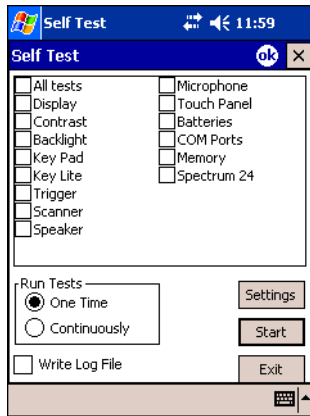 Self Test 11:59
Self Test ok
All tests
Display
Contrast
Backlight
Key Pad
Key Lite
Trigger
Scanner
Speaker
Microphone
Touch Panel
Batteries
COM Ports
Memory
Spectrum 24
Run Tests
One Time
Continuously
Write Log File
Settings
Start
Exit